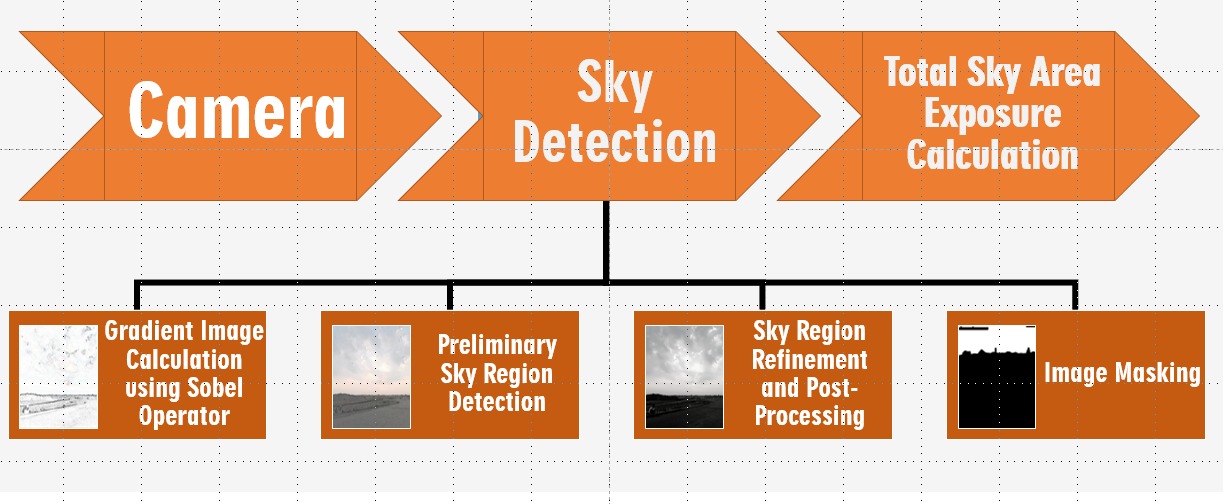 Camera
Sky
Detection
Total Sky Area
Exposure
Calculation
Gradient Image
Calculation
using Sobel
Operator
Preliminary
Sky Region
Detection
Sky Region
Refinement
and Post-
Processing
Image Masking